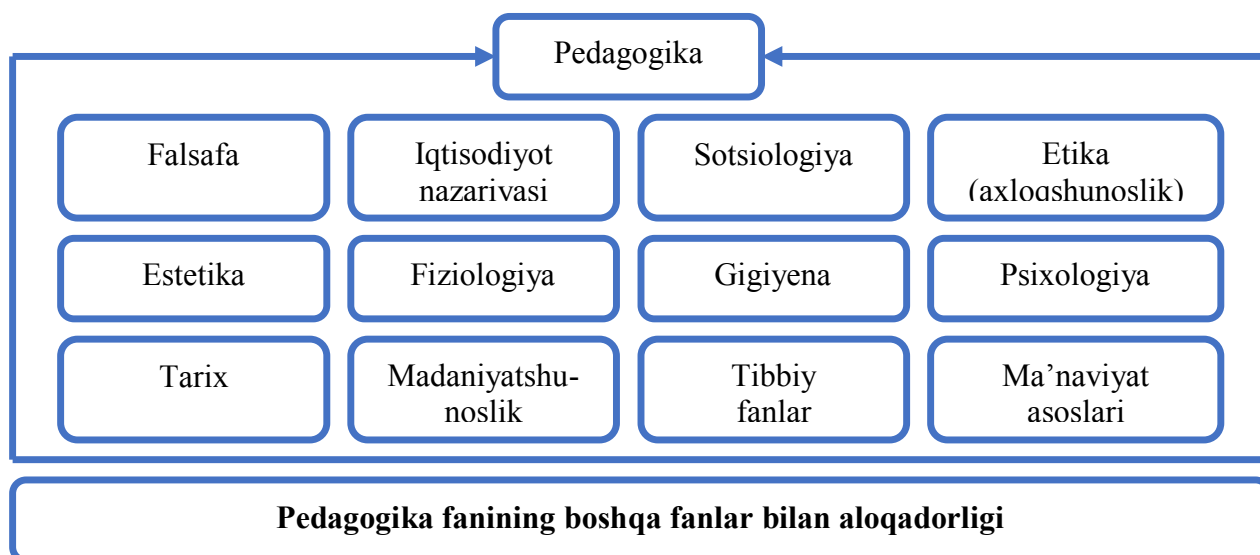 Pedagogika
Falsafa
Iqtisodiyot
nazariyasi
Sotsiologiya
Etika
(axloqshunoslik)
Estetika
Fiziologiya
Gigiyena
Psixologiya
Tarix
Madaniyatshu-
noslik
Tibbiy
fanlar
Ma’naviyat
asoslari
Pedagogika fanining boshqa fanlar bilan aloqadorligi